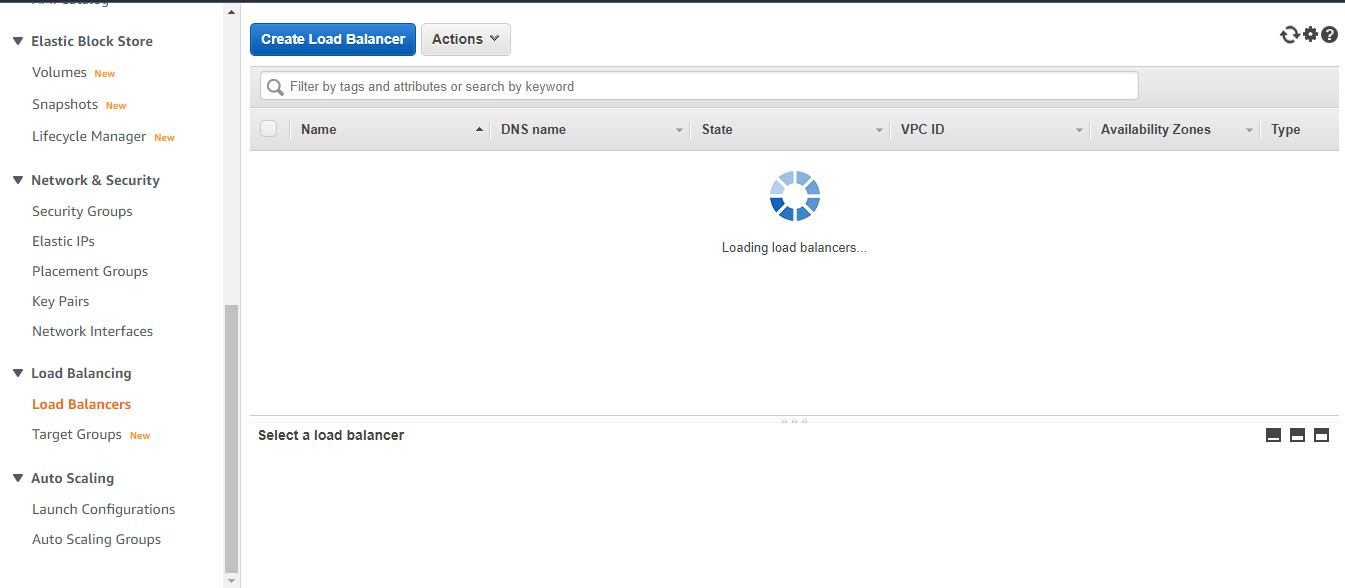 Elastic Block Store
Volumes New
Snapshots New
Lifecycle Manager New
Network & Security
Security Groups
Elastic IPs
Placement Groups
Key Pairs
Network Interfaces
Load Balancing
Load Balancers
Target Groups New
Auto Scaling
Launch Configurations
Auto Scaling Groups
Create Load Balancer Actions
Filter by tags and attributes or search by keyword
Name DNS name State VPC ID Availability Zones Type
Loading load balancers...
Select a load balancer